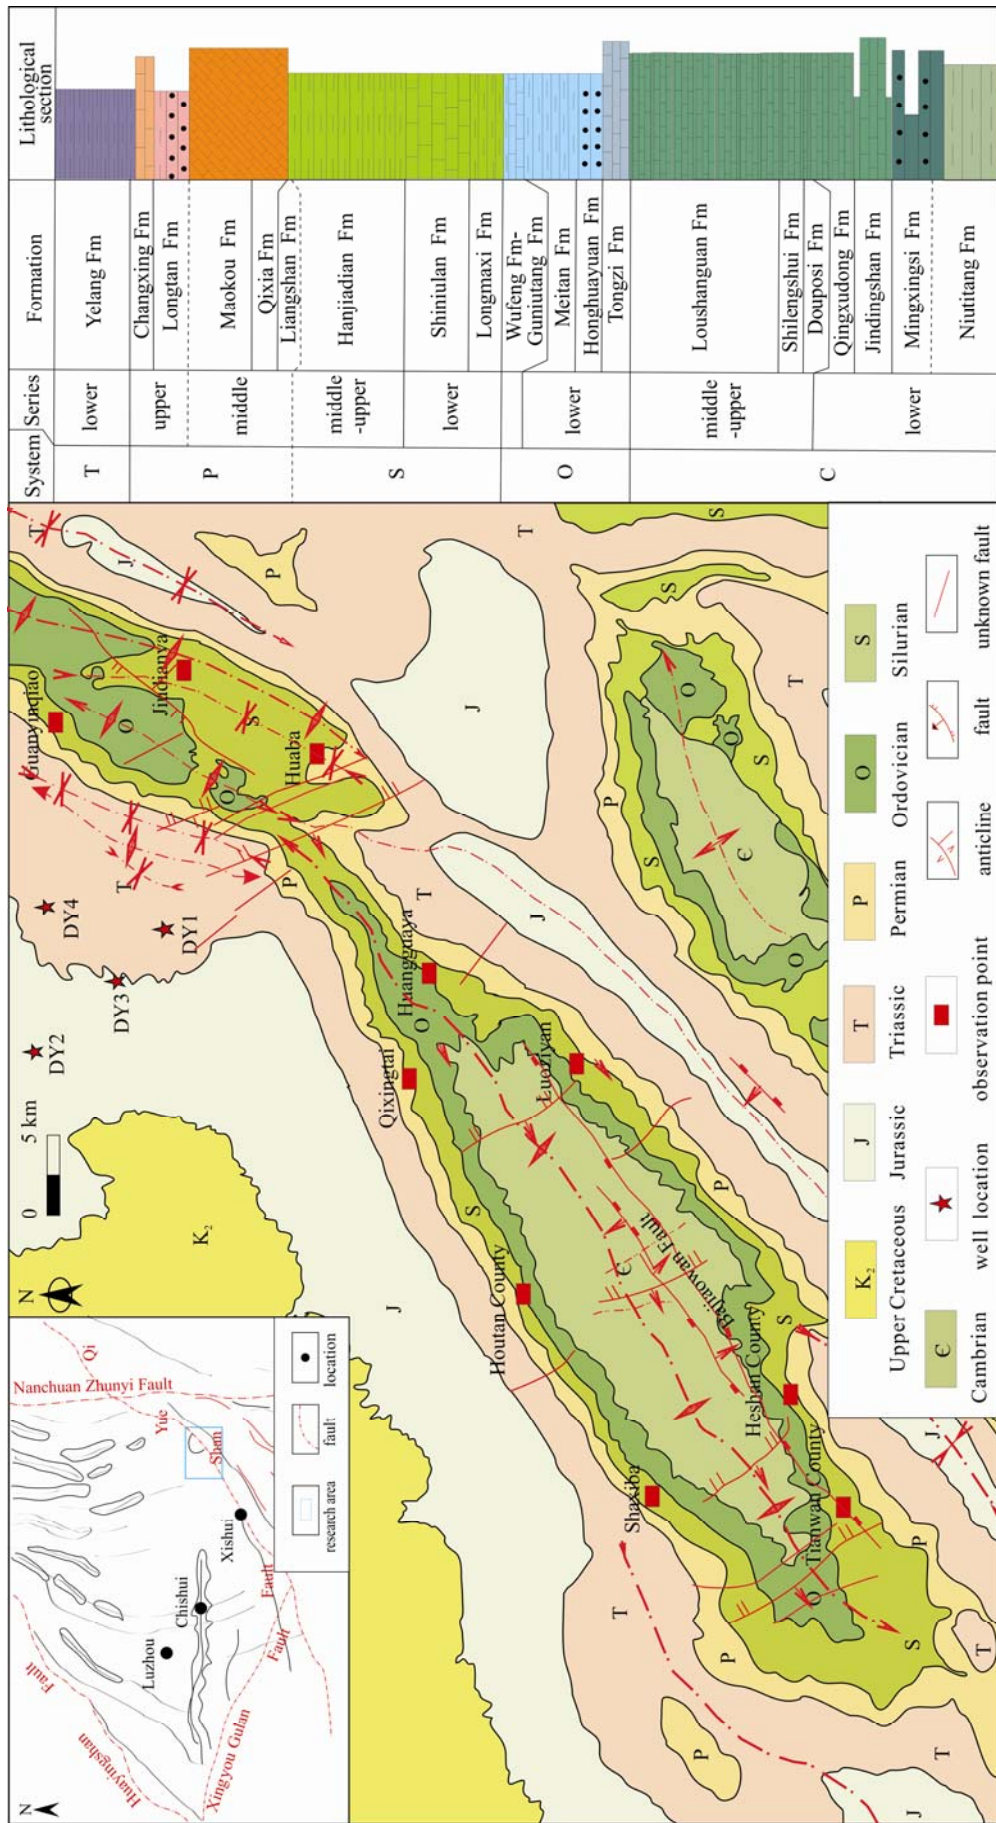 N
Huayingshan
Fault
Xingyou Gulan
Fault
Luzhou
Chishui
Xishui
Fault
Shan
Yue
Qi
Nanchuan Zhunyi Fault
research area
fault
location
N
0 5 km
K₂
DY2
DY3
DY4
DY1
T
J
Guanyinqiao
Jiudianya
Huaba
O
O
S
P
T
J
P
T
J
S
T
Qixingtai
Huangguaya
O
T
J
Luoziyan
Houtan County
S
P
P
Є
Bajiaowan Fault
Heshan County
S
Shaxiba
Tianwan County
O
S
P
P
P
T
T
T
J
J
P
S
O
O
Є
S
O
S
T
K₂
Upper Cretaceous
J
Jurassic
T
Triassic
P
Permian
O
Ordovician
S
Silurian
Є
Cambrian
well location
observation point
anticline
fault
unknown fault
System
Series
Formation
Lithological
section
T
lower
Yelang Fm
P
upper
Changxing Fm
Longtan Fm
middle
Maokou Fm
Qixia Fm
Liangshan Fm
S
middle
-upper
Hanjiadian Fm
lower
Shiniulan Fm
Longmaxi Fm
O
Wufeng Fm-
Guniutang Fm
lower
Meitan Fm
Honghuayuan Fm
Tongzi Fm
C
middle
-upper
Loushanguan Fm
Shilengshui Fm
Douposi Fm
lower
Qingxudong Fm
Jindingshan Fm
Mingxingsi Fm
Niutitang Fm